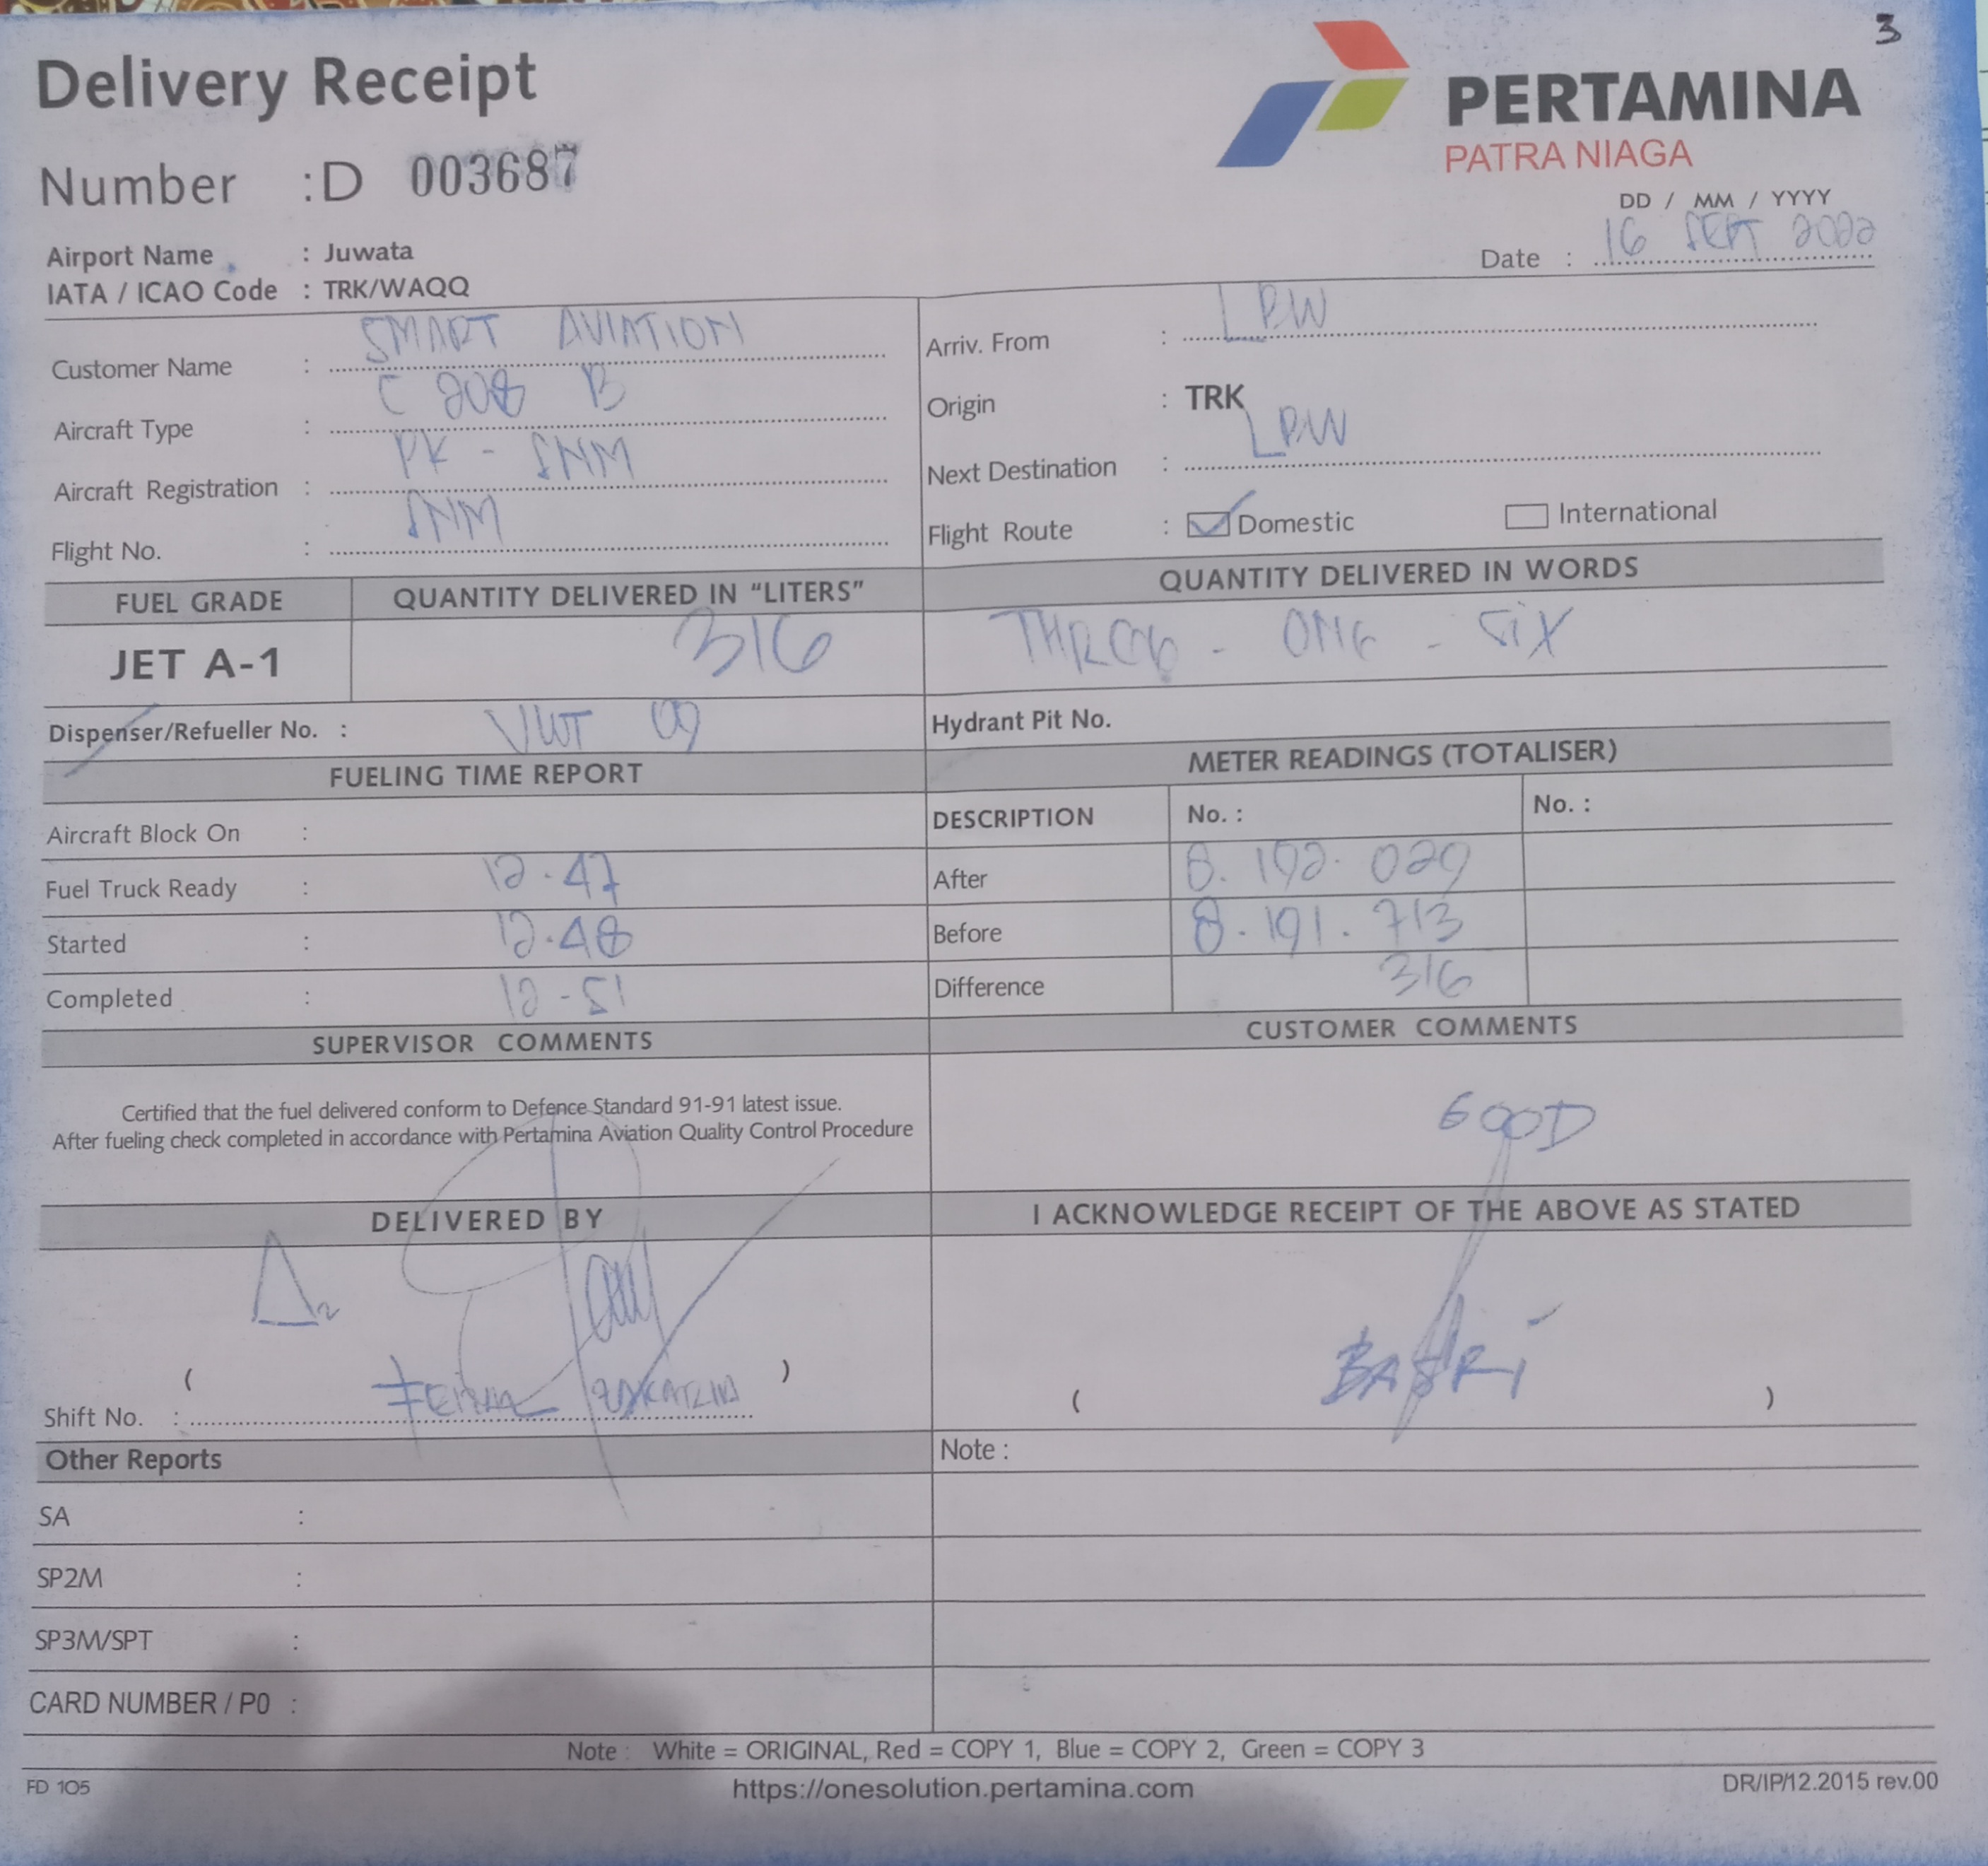 3
Delivery Receipt
PERTAMINA
PATRA NIAGA
Number : D 003687
DD / MM / YYYY
Date : 16 SEPT 2022
Airport Name : Juwata
IATA / ICAO Code : TRK/WAQQ
Customer Name : SMART AVIATION
Arriv. From : LBW
Aircraft Type : C 208 B
Origin : TRK
Aircraft Registration : PK - SNM
Next Destination : LBW
Flight No. : SNM
Flight Route : Domestic International
FUEL GRADE QUANTITY DELIVERED IN "LITERS" QUANTITY DELIVERED IN WORDS
JET A-1 316 THREE - ONE - SIX
Dispenser/Refueller No. : VWT 09
Hydrant Pit No.
FUELING TIME REPORT METER READINGS (TOTALISER)
Aircraft Block On :
DESCRIPTION No. : No. :
Fuel Truck Ready : 12.47
After 8.192.029
Started : 12.48
Before 8.191.713
Completed : 12-51
Difference 316
SUPERVISOR COMMENTS CUSTOMER COMMENTS
Certified that the fuel delivered conform to Defence Standard 91-91 latest issue.
After fueling check completed in accordance with Pertamina Aviation Quality Control Procedure
GOOD
DELIVERED BY I ACKNOWLEDGE RECEIPT OF THE ABOVE AS STATED
( )
( BASRI )
Shift No. :
Other Reports Note :
SA :
SP2M :
SP3M/SPT :
CARD NUMBER / P0 :
Note : White = ORIGINAL, Red = COPY 1, Blue = COPY 2, Green = COPY 3
FD 105 https://onesolution.pertamina.com DR/IP/12.2015 rev.00